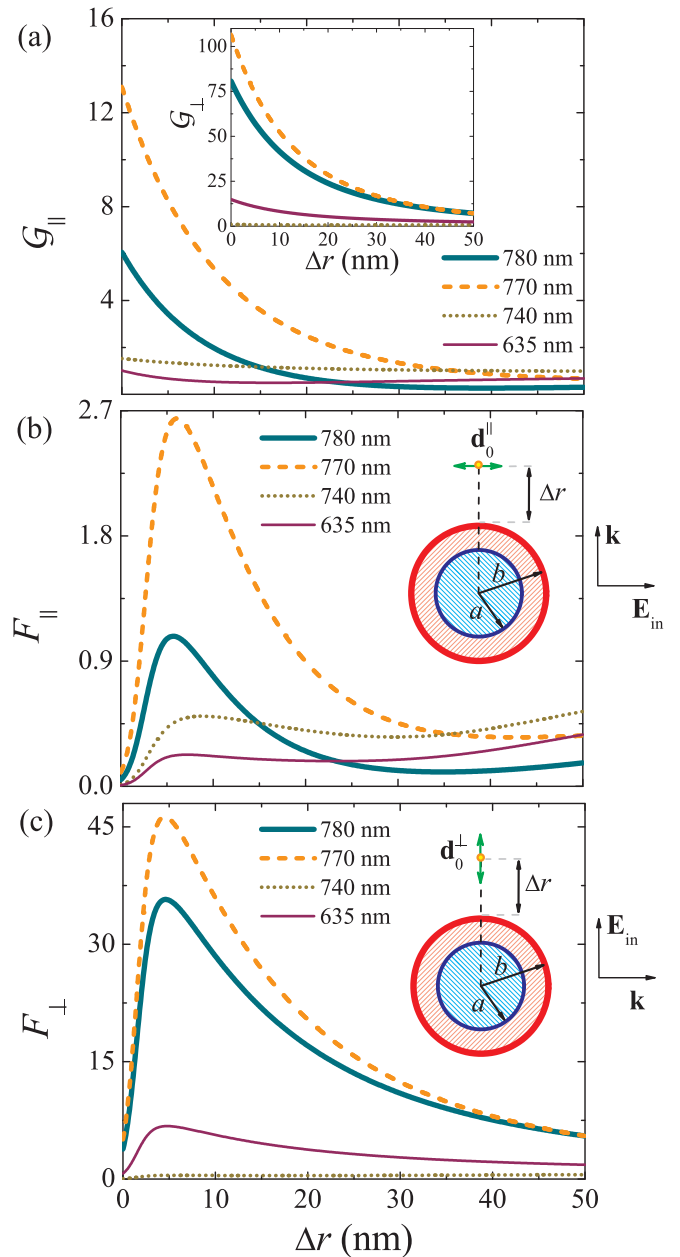 (a)
16
12
8
4
𝒢∥
100
75
50
25
0
𝒢⊥
0 10 20 30 40 50
Δr (nm)
780 nm
770 nm
740 nm
635 nm
(b)
2.7
1.8
0.9
0.0
F∥
780 nm
770 nm
740 nm
635 nm
d₀∥
Δr
b
a
k
E_in
(c)
45
30
15
0
F⊥
780 nm
770 nm
740 nm
635 nm
d₀⊥
Δr
b
a
E_in
k
0 10 20 30 40 50
Δr (nm)